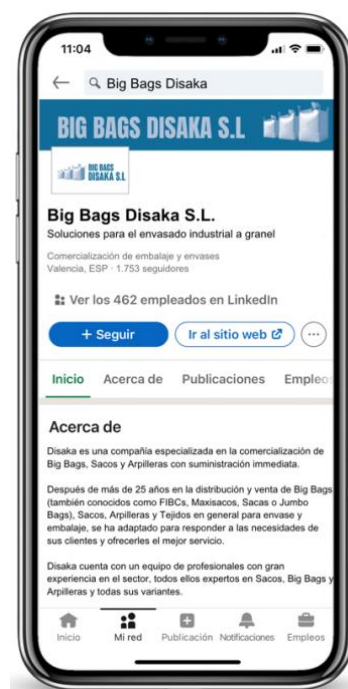 11:04
Big Bags Disaka
BIG BAGS DISAKA S.L
BIG BAGS
DISAKA S.L
Big Bags Disaka S.L.
Soluciones para el envasado industrial a granel
Comercialización de embalaje y envases
Valencia, ESP · 1.753 seguidores
Ver los 462 empleados en LinkedIn
+ Seguir
Ir al sitio web
Inicio Acerca de Publicaciones Empleos
Acerca de
Disaka es una compañía especializada en la comercialización de
Big Bags, Sacos y Arpilleras con suministración immediata.
Después de más de 25 años en la distribución y venta de Big Bags
(también conocidos como FIBCs, Maxisacos, Sacas o Jumbo
Bags), Sacos, Arpilleras y Tejidos en general para envase y
embalaje, se ha adaptado para responder a las necesidades de
sus clientes y ofrecerles el mejor servicio.
Disaka cuenta con un equipo de profesionales con gran
experiencia en el sector, todos ellos expertos en Sacos, Big Bags y
Arpilleras y todas sus variantes.
Inicio Mi red Publicación Notificaciones Empleos